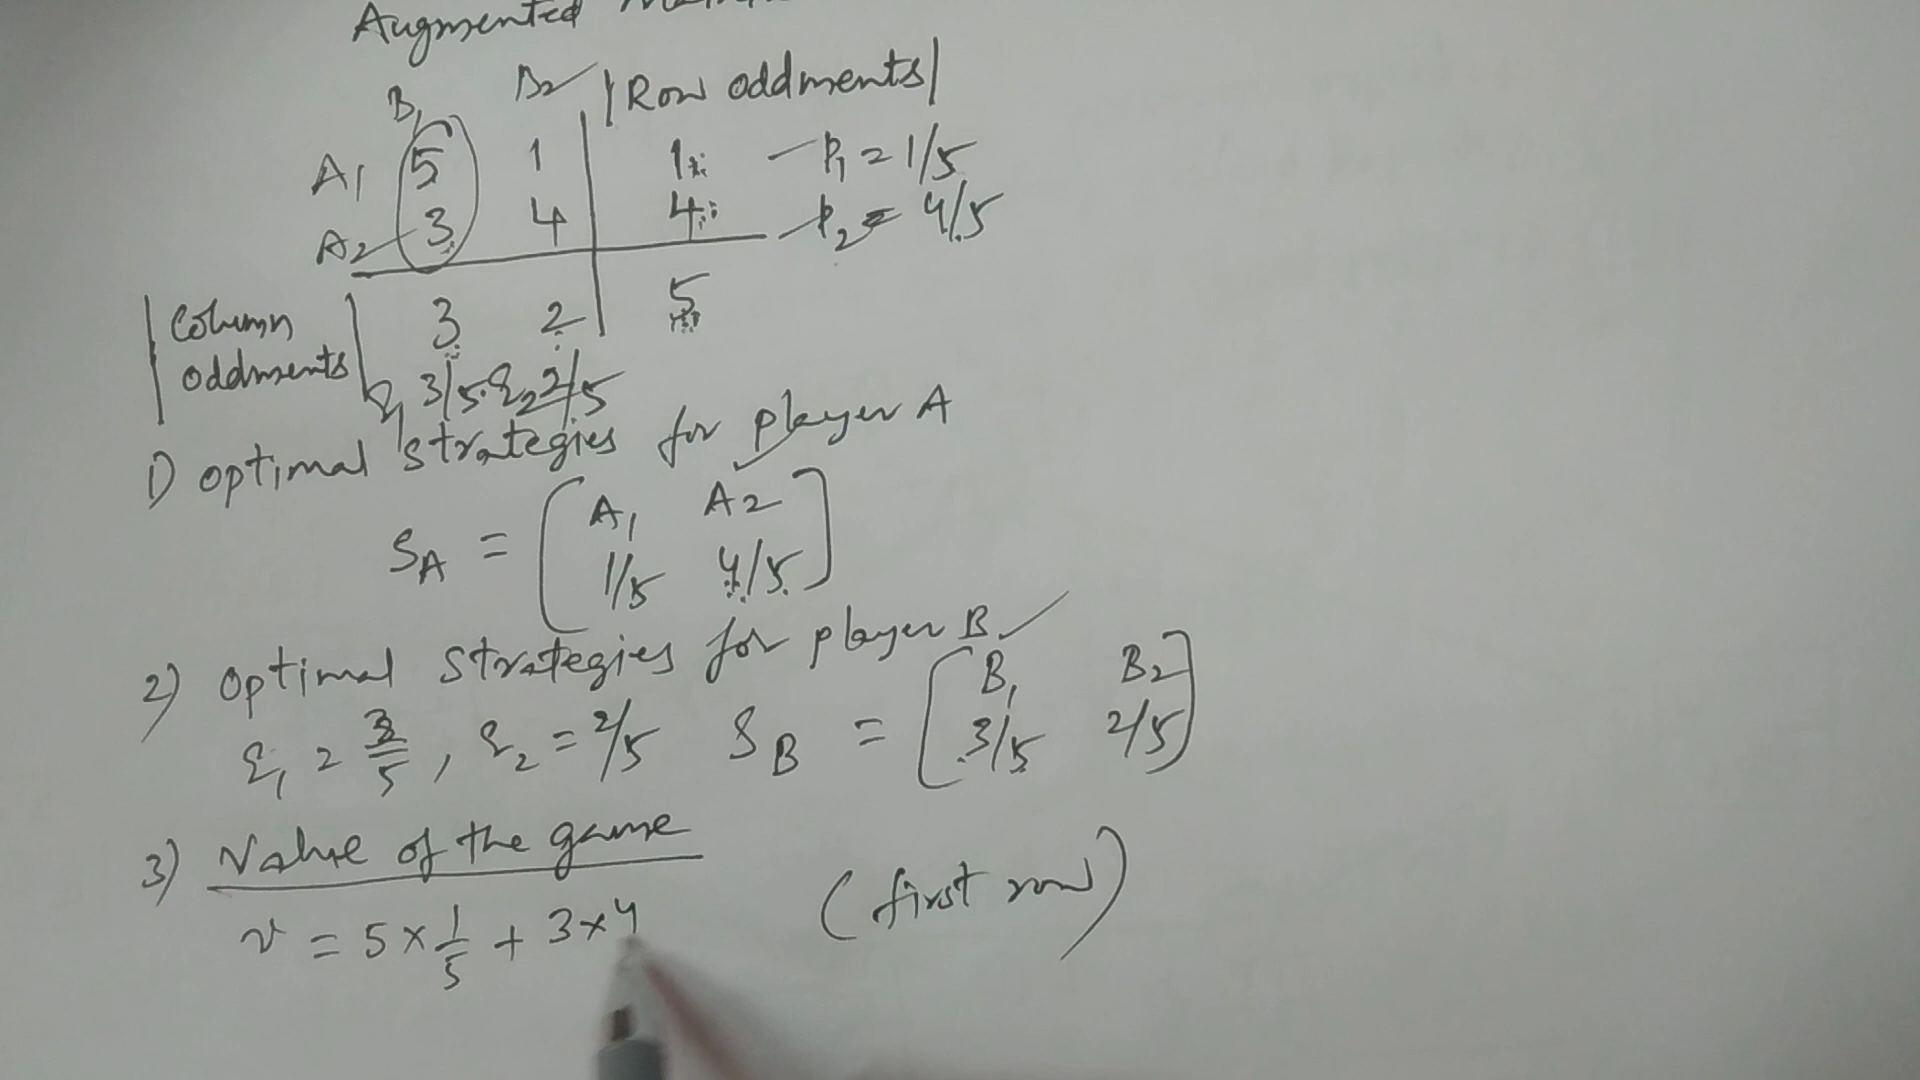 Augmented
B1 B2 | Row oddments |
A1 5 1 1 - P1 = 1/5
A2 3 4 4 - P2 = 4/5
| Column oddments | 3 2 5
q1 3/5 q2 2/5
1) optimal strategies for player A
A1 A2
SA =
1/5 4/5
2) optimal strategies for player B ✓
B1 B2
q1 = 3/5, q2 = 2/5 SB = 3/5 2/5
3) Value of the game
(first row)
v = 5 × 1/5 + 3 × 4